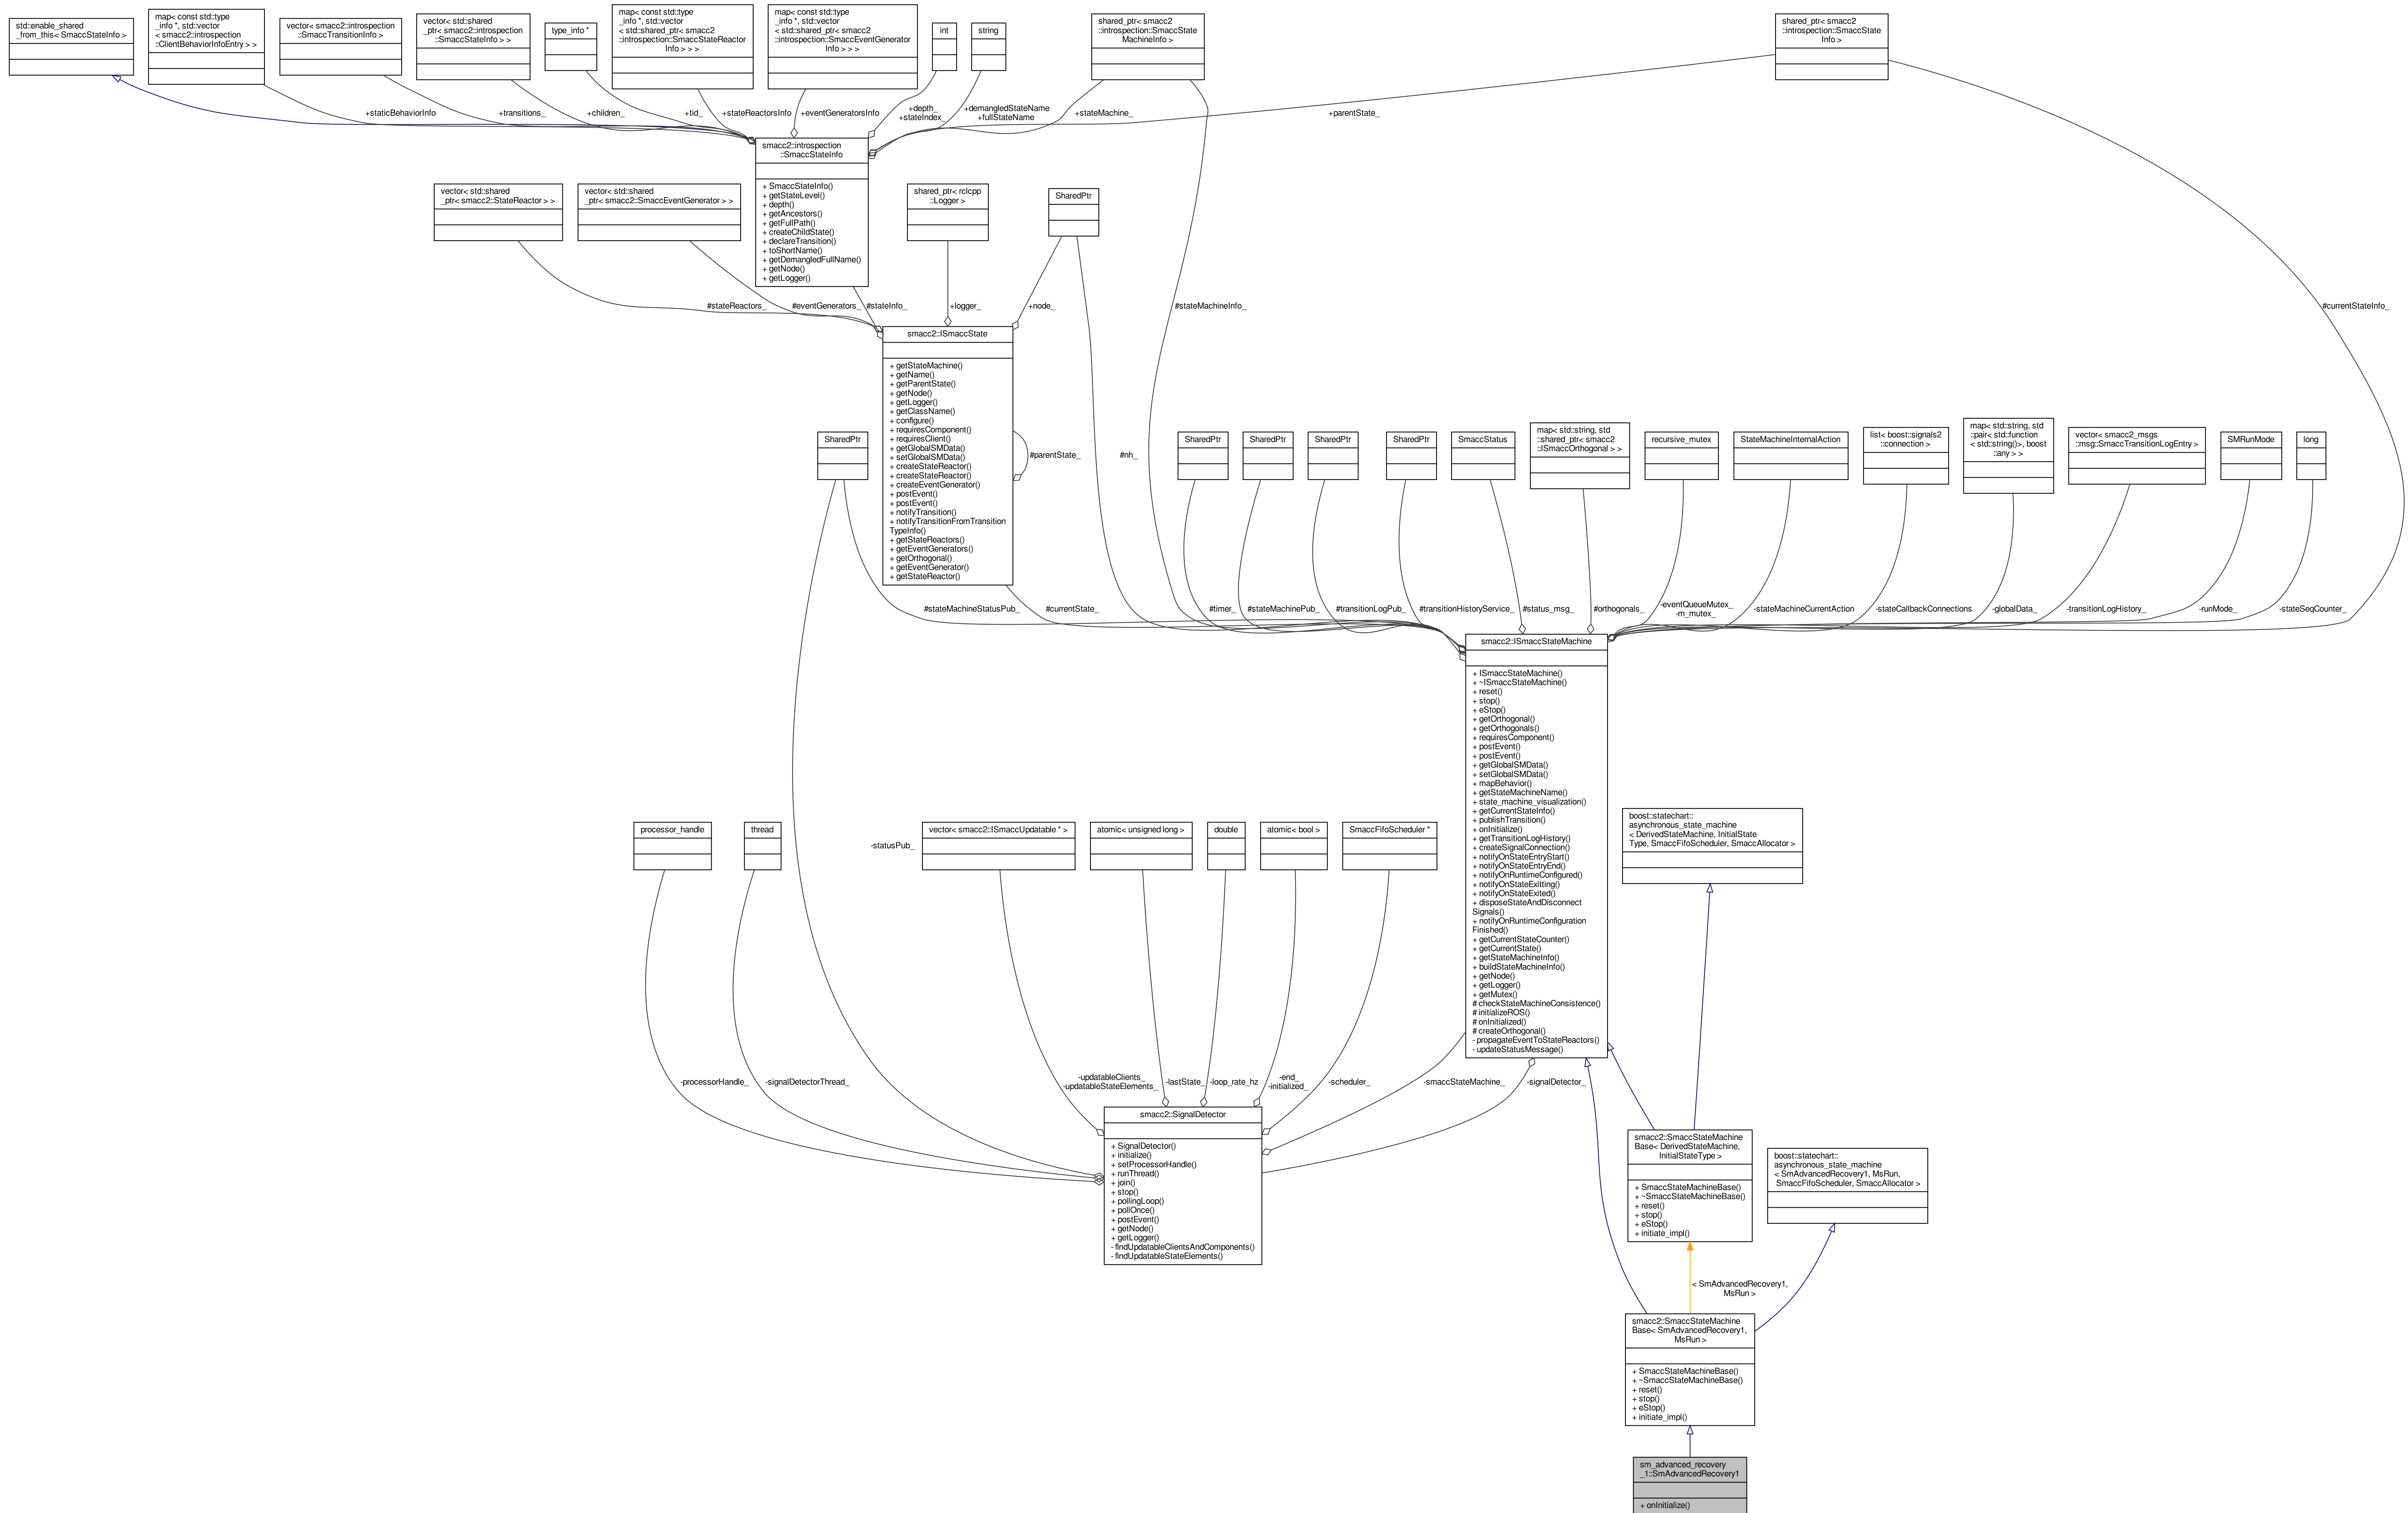 std::enable_shared
_from_this< SmaccStateInfo >
map< const std::type
_info *, std::vector
< smacc2::introspection
::ClientBehaviorInfoEntry > >
vector< smacc2::introspection
::SmaccTransitionInfo >
vector< std::shared
_ptr< smacc2::introspection
::SmaccStateInfo > >
type_info *
map< const std::type
_info *, std::vector
< std::shared_ptr< smacc2
::introspection::SmaccStateReactor
Info > > >
map< const std::type
_info *, std::vector
< std::shared_ptr< smacc2
::introspection::SmaccEventGenerator
Info > > >
int
string
shared_ptr< smacc2
::introspection::SmaccState
MachineInfo >
shared_ptr< smacc2
::introspection::SmaccState
Info >
+staticBehaviorInfo
+transitions_
+children_
+tid_
+stateReactorsInfo
+eventGeneratorsInfo
+depth_
+stateIndex_
+demangledStateName
+fullStateName
+stateMachine_
+parentState_
smacc2::introspection
::SmaccStateInfo
+ SmaccStateInfo()
+ getStateLevel()
+ depth()
+ getAncestors()
+ getFullPath()
+ createChildState()
+ declareTransition()
+ toShortName()
+ getDemangledFullName()
+ getNode()
+ getLogger()
vector< std::shared
_ptr< smacc2::StateReactor > >
vector< std::shared
_ptr< smacc2::SmaccEventGenerator > >
shared_ptr< rclcpp
::Logger >
SharedPtr
#stateReactors_
#eventGenerators_
#stateInfo_
+logger_
+node_
#stateMachineInfo_
#currentStateInfo_
smacc2::ISmaccState
+ getStateMachine()
+ getName()
+ getParentState()
+ getNode()
+ getLogger()
+ getClassName()
+ configure()
+ requiresComponent()
+ requiresClient()
+ getGlobalSMData()
+ setGlobalSMData()
+ createStateReactor()
+ createStateReactor()
+ createEventGenerator()
+ postEvent()
+ postEvent()
+ notifyTransition()
+ notifyTransitionFromTransition
TypeInfo()
+ getStateReactors()
+ getEventGenerators()
+ getOrthogonal()
+ getEventGenerator()
+ getStateReactor()
#parentState_
#nh_
SharedPtr
SharedPtr
SharedPtr
SharedPtr
SharedPtr
SmaccStatus
map< std::string, std
::shared_ptr< smacc2
::ISmaccOrthogonal > >
recursive_mutex
StateMachineInternalAction
list< boost::signals2
::connection >
map< std::string, std
::pair< std::function
< std::string()>, boost
::any > >
vector< smacc2_msgs
::msg::SmaccTransitionLogEntry >
SMRunMode
long
#stateMachineStatusPub_
#currentState_
#timer_
#stateMachinePub_
#transitionLogPub_
#transitionHistoryService_
#status_msg_
#orthogonals_
-eventQueueMutex_
-m_mutex_
-stateMachineCurrentAction
-stateCallbackConnections
-globalData_
-transitionLogHistory_
-runMode_
-stateSeqCounter_
smacc2::ISmaccStateMachine
+ ISmaccStateMachine()
+ ~ISmaccStateMachine()
+ reset()
+ stop()
+ eStop()
+ getOrthogonal()
+ getOrthogonals()
+ requiresComponent()
+ postEvent()
+ postEvent()
+ getGlobalSMData()
+ setGlobalSMData()
+ mapBehavior()
+ getStateMachineName()
+ state_machine_visualization()
+ getCurrentStateInfo()
+ publishTransition()
+ onInitialize()
+ getTransitionLogHistory()
+ createSignalConnection()
+ notifyOnStateEntryStart()
+ notifyOnStateEntryEnd()
+ notifyOnRuntimeConfigured()
+ notifyOnStateExitting()
+ notifyOnStateExited()
+ disposeStateAndDisconnect
Signals()
+ notifyOnRuntimeConfiguration
Finished()
+ getCurrentStateCounter()
+ getCurrentState()
+ getStateMachineInfo()
+ buildStateMachineInfo()
+ getNode()
+ getLogger()
+ getMutex()
# checkStateMachineConsistence()
# initializeROS()
# onInitialized()
# createOrthogonal()
- propagateEventToStateReactors()
- updateStatusMessage()
processor_handle
thread
-statusPub_
vector< smacc2::ISmaccUpdatable * >
atomic< unsigned long >
double
atomic< bool >
SmaccFifoScheduler *
boost::statechart::
asynchronous_state_machine
< DerivedStateMachine, InitialState
Type, SmaccFifoScheduler, SmaccAllocator >
-processorHandle_
-signalDetectorThread_
-updatableClients_
-updatableStateElements_
-lastState_
-loop_rate_hz
-end_
-initialized_
-scheduler_
-smaccStateMachine_
-signalDetector_
smacc2::SignalDetector
+ SignalDetector()
+ initialize()
+ setProcessorHandle()
+ runThread()
+ join()
+ stop()
+ pollingLoop()
+ pollOnce()
+ postEvent()
+ getNode()
+ getLogger()
- findUpdatableClientsAndComponents()
- findUpdatableStateElements()
smacc2::SmaccStateMachine
Base< DerivedStateMachine,
InitialStateType >
+ SmaccStateMachineBase()
+ ~SmaccStateMachineBase()
+ reset()
+ stop()
+ eStop()
+ initiate_impl()
boost::statechart::
asynchronous_state_machine
< SmAdvancedRecovery1, MsRun,
SmaccFifoScheduler, SmaccAllocator >
< SmAdvancedRecovery1,
MsRun >
smacc2::SmaccStateMachine
Base< SmAdvancedRecovery1,
MsRun >
+ SmaccStateMachineBase()
+ ~SmaccStateMachineBase()
+ reset()
+ stop()
+ eStop()
+ initiate_impl()
sm_advanced_recovery
_1::SmAdvancedRecovery1
+ onInitialize()